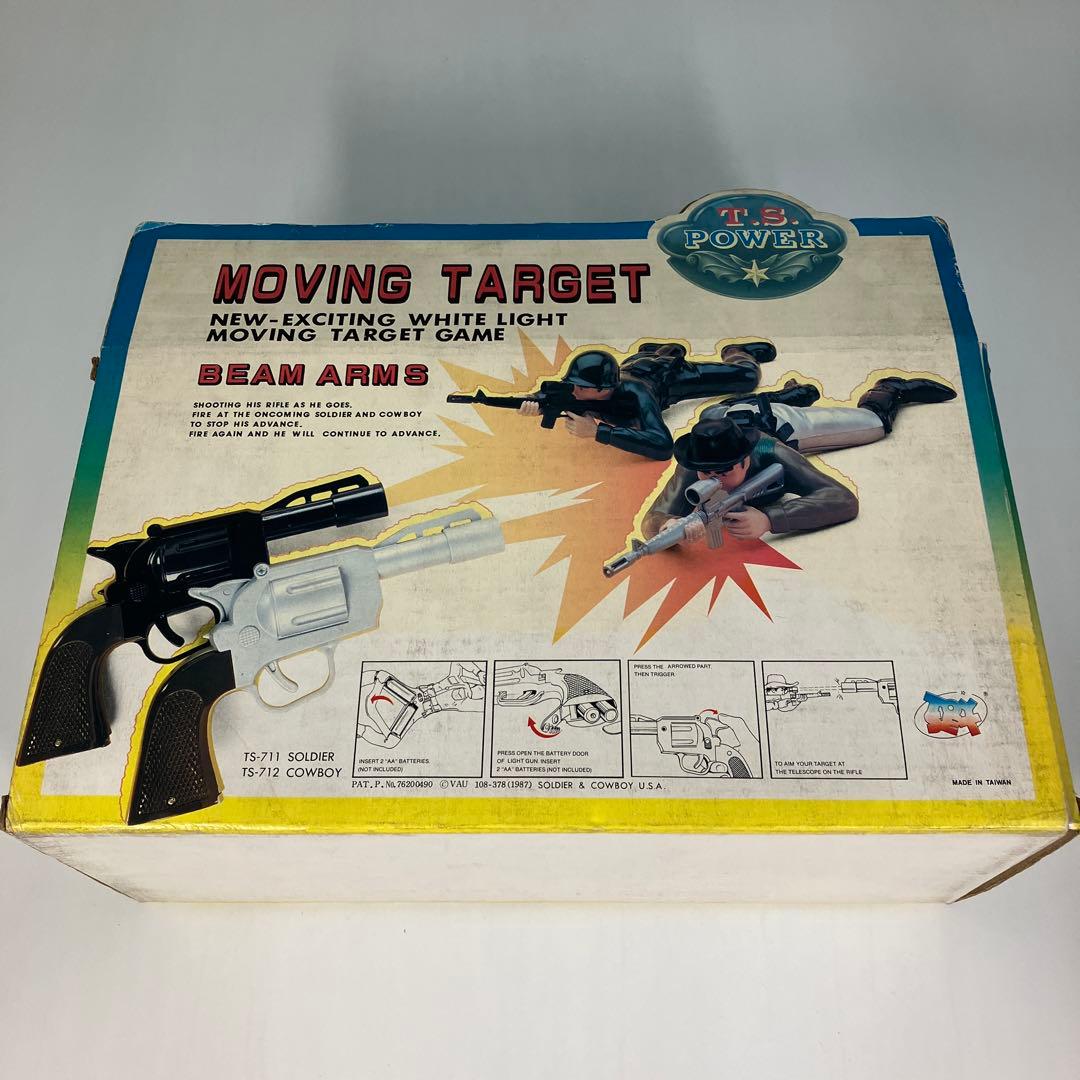 T.S.
POWER
MOVING TARGET
NEW-EXCITING WHITE LIGHT
MOVING TARGET GAME
BEAM ARMS
SHOOTING HIS RIFLE AS HE GOES.
FIRE AT THE ONCOMING SOLDIER AND COWBOY
TO STOP HIS ADVANCE.
FIRE AGAIN AND HE WILL CONTINUE TO ADVANCE.
TS-711 SOLDIER
TS-712 COWBOY
INSERT 2 "AA" BATTERIES.
(NOT INCLUDED)
PRESS OPEN THE BATTERY DOOR
OF LIGHT GUN. INSERT
2 "AA" BATTERIES (NOT INCLUDED)
PRESS THE ARROWED PART.
THEN TRIGGER.
TO AIM YOUR TARGET AT
THE TELESCOPE ON THE RIFLE
®
MADE IN TAIWAN
PAT. P. No. 76200490 ©VAU 108-378 (1987) SOLDIER & COWBOY U.S.A.